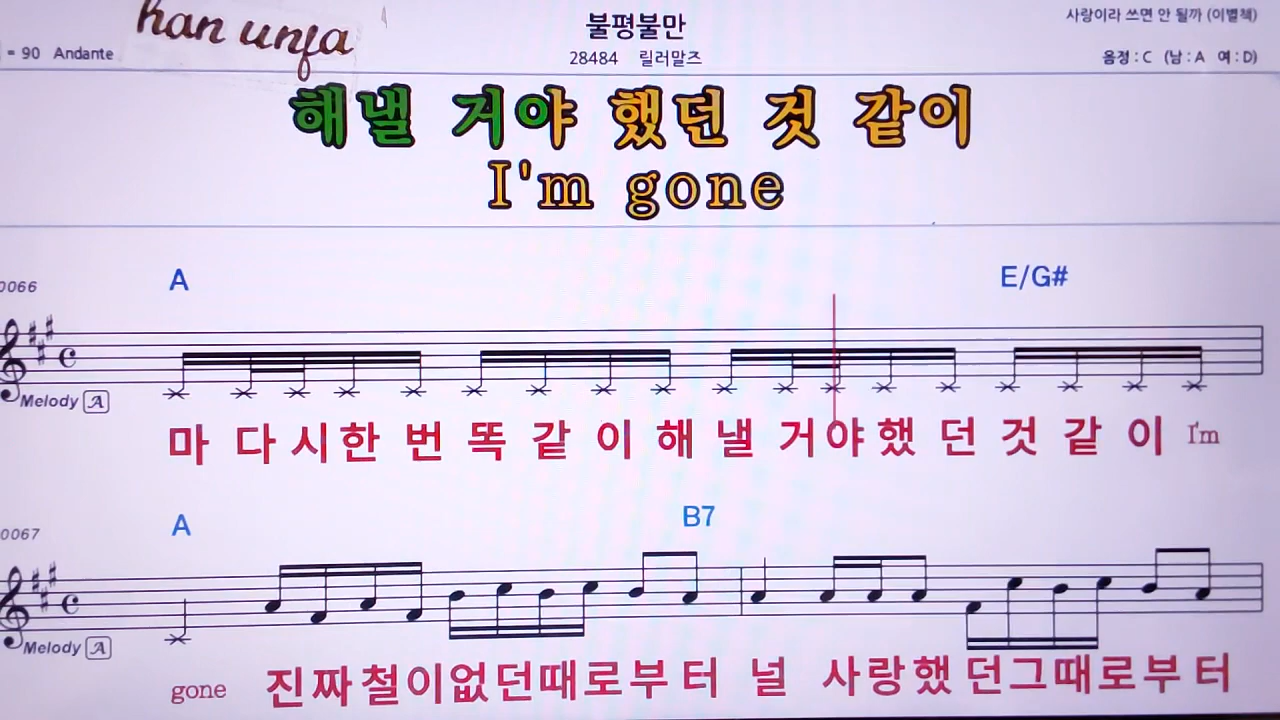 han unfa
불평불만
사랑이라 쓰면 안 될까 (이별책)
= 90 Andante
28484 릴러말즈
음정 : C (남 : A 여 : D)
해낼 거야 했던 것 같이
I'm gone
0066
A E/G#
Melody A
마 다 시 한 번 똑 같 이 해 낼 거 야 했 던 것 같 이 I'm
0067
A B7
Melody A
gone 진 짜 철 이 없 던 때 로 부 터 널 사 랑 했 던 그 때 로 부 터